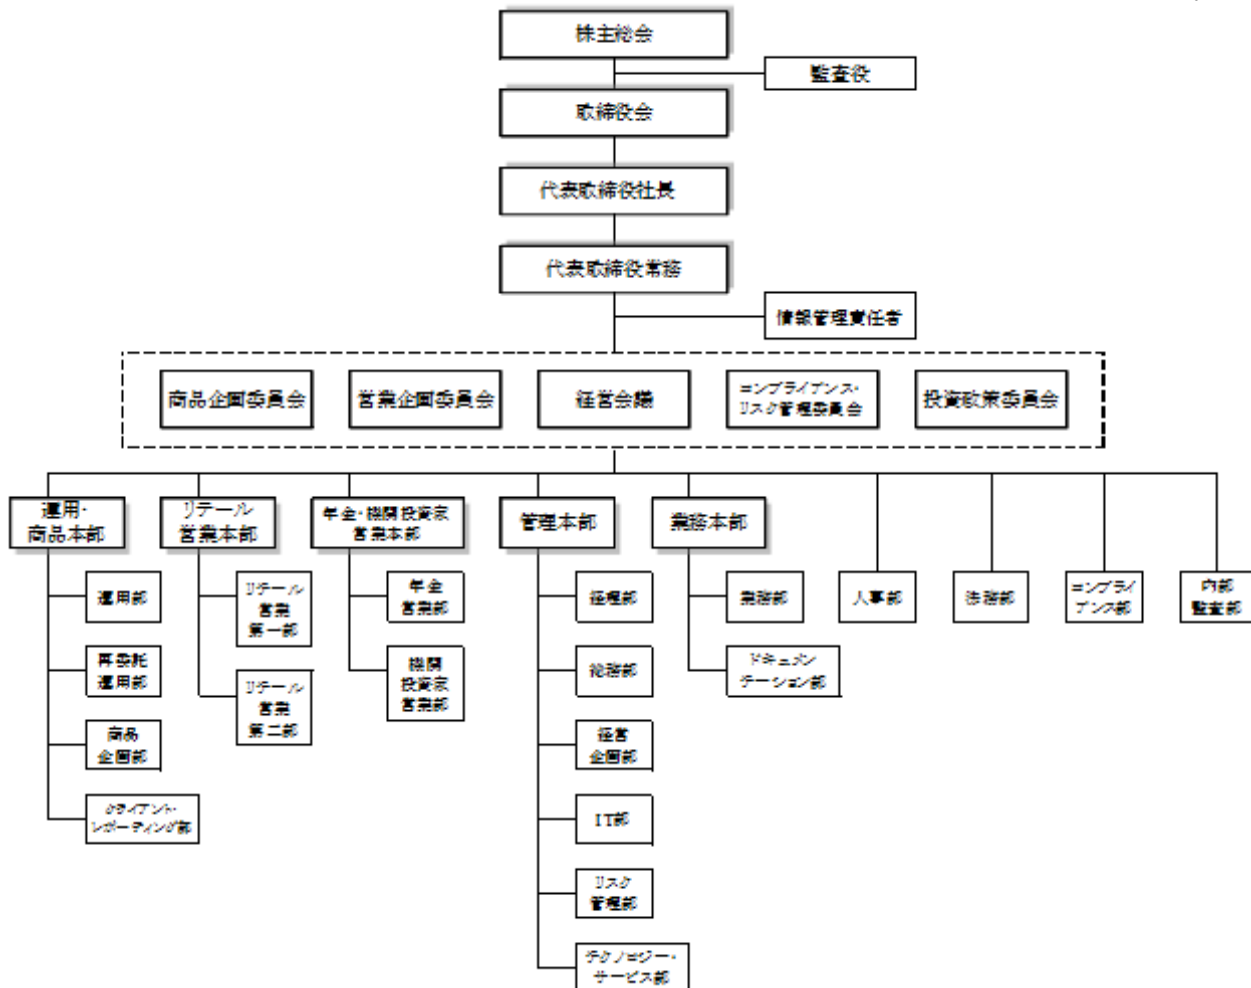 株主総会
監査役
取締役会
代表取締役社長
代表取締役常務
情報管理責任者
商品企画委員会
営業企画委員会
経営会議
コンプライアンス・
リスク管理委員会
投資政策委員会
運用・
商品本部
リテール
営業本部
年金・機関投資家
営業本部
管理本部
業務本部
運用部
再委託
運用部
商品
企画部
クライアント・
レポーティング部
リテール
営業
第一部
リテール
営業
第二部
年金
営業部
機関
投資家
営業部
経理部
総務部
経営
企画部
IT部
リスク
管理部
テクノロジー・
サービス部
業務部
ドキュメン
テーション部
人事部
法務部
コンプライ
アンス部
内部
監査部